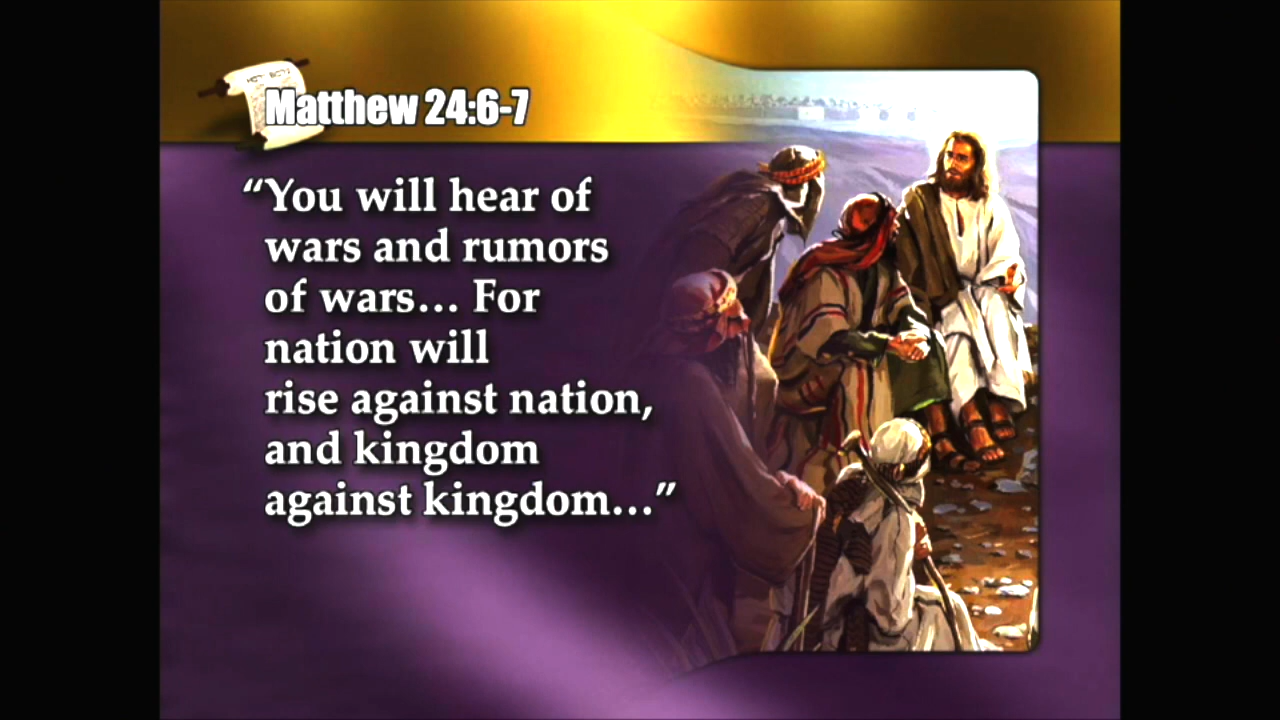 Matthew 24:6-7
“You will hear of
wars and rumors
of wars... For
nation will
rise against nation,
and kingdom
against kingdom...”